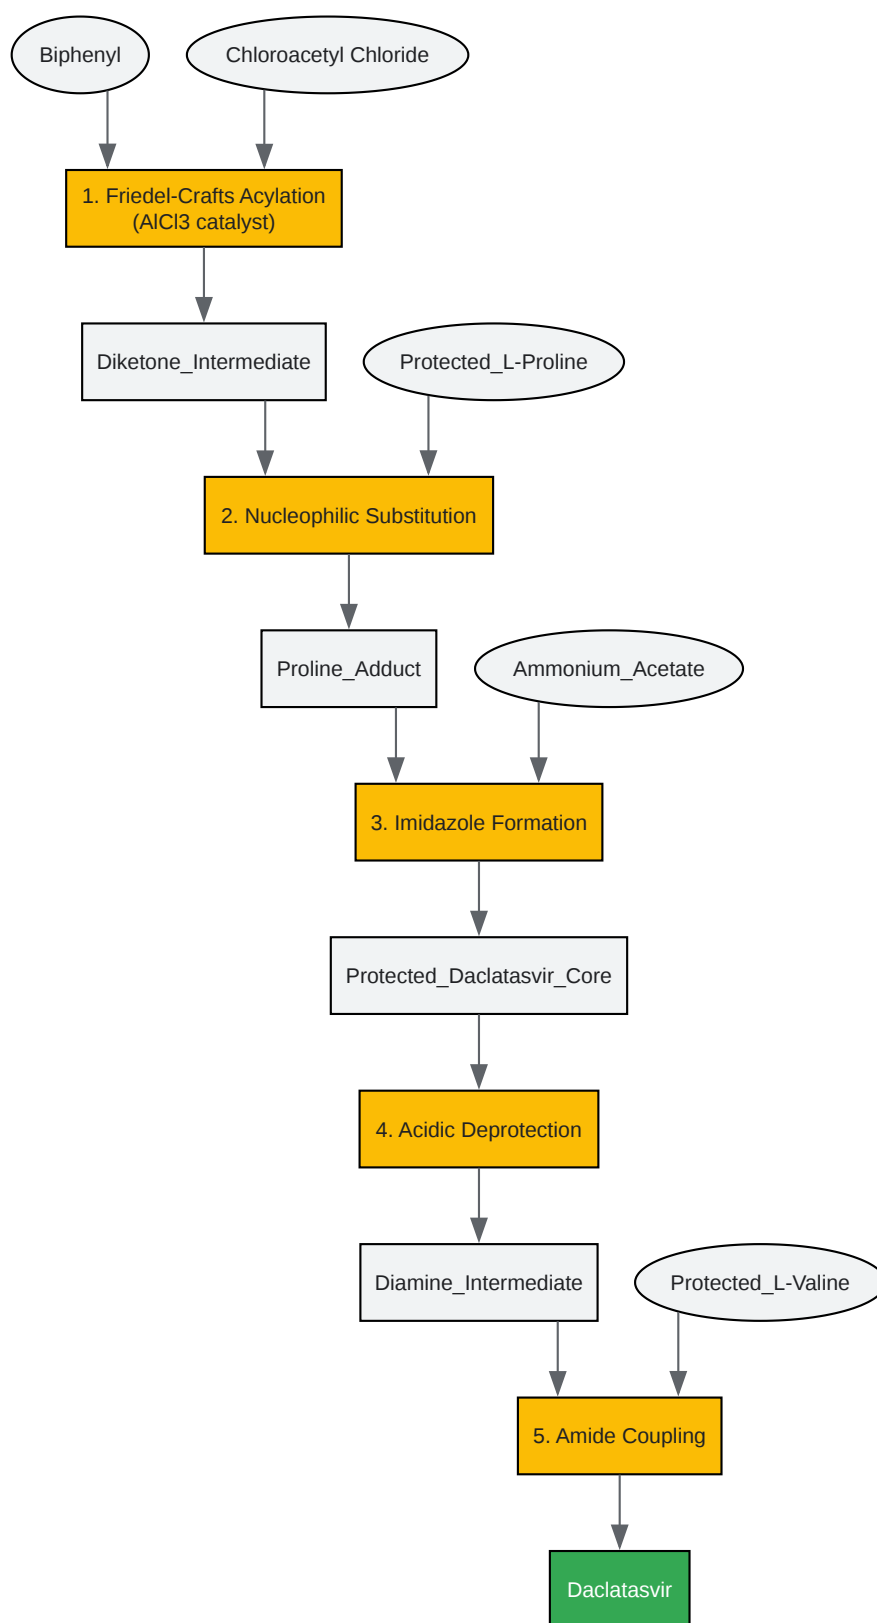 Biphenyl
Chloroacetyl Chloride
1. Friedel-Crafts Acylation
(AlCl3 catalyst)
Diketone_Intermediate
Protected_L-Proline
2. Nucleophilic Substitution
Proline_Adduct
Ammonium_Acetate
3. Imidazole Formation
Protected_Daclatasvir_Core
4. Acidic Deprotection
Diamine_Intermediate
Protected_L-Valine
5. Amide Coupling
Daclatasvir